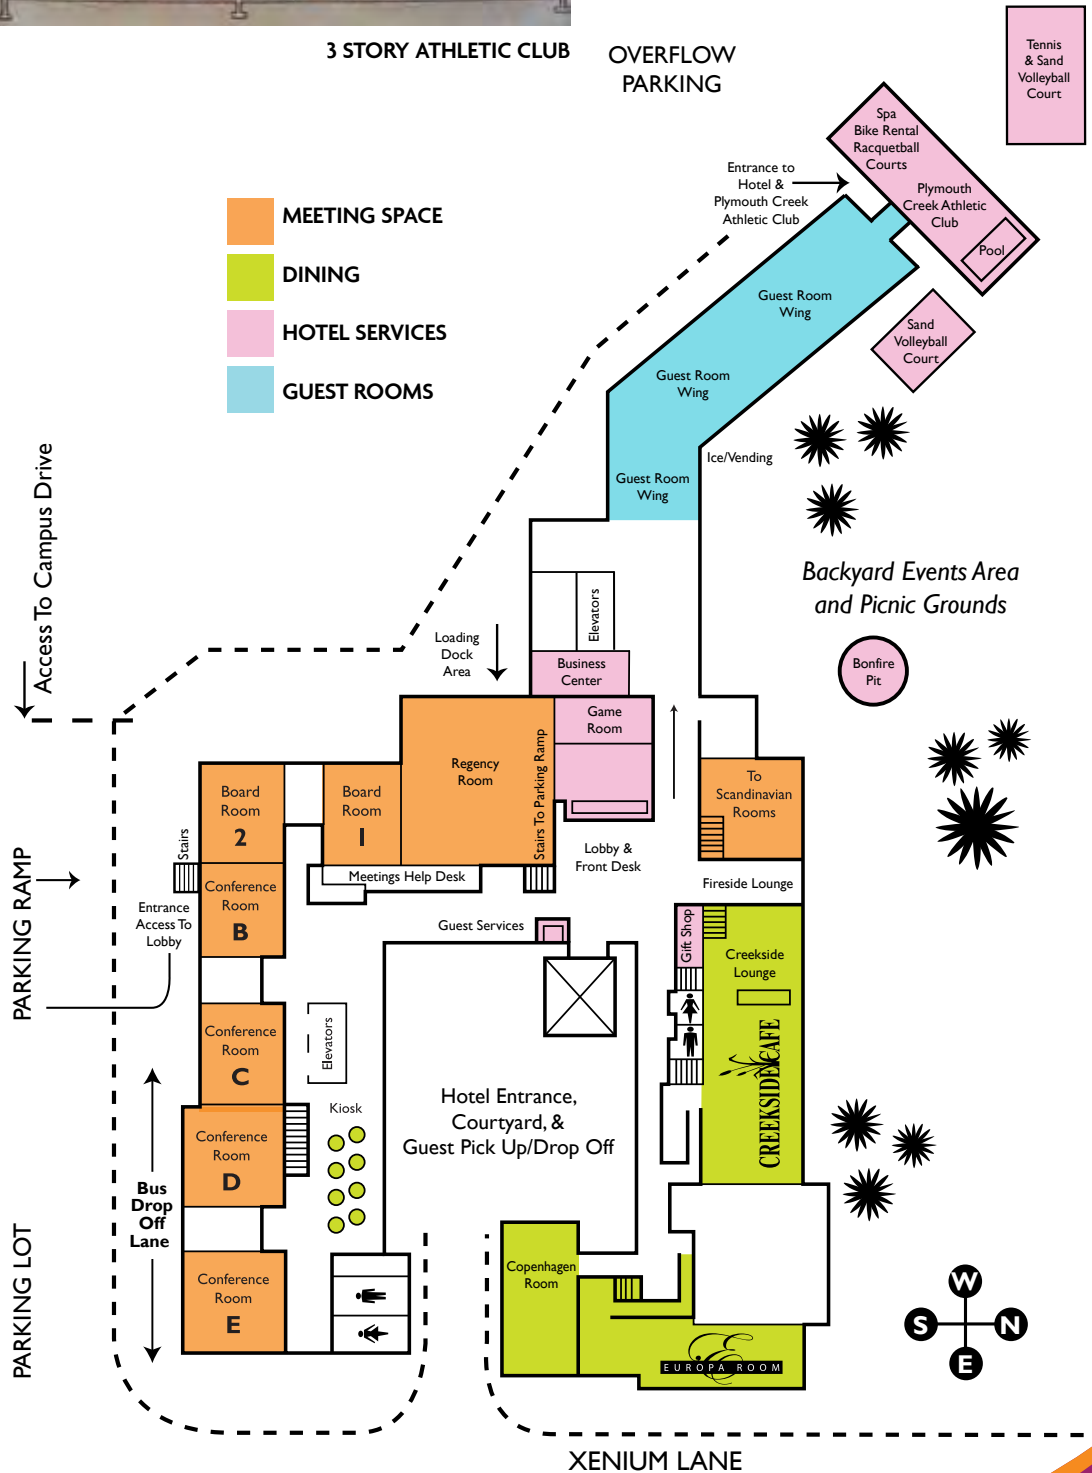 3 STORY ATHLETIC CLUB
OVERFLOW
PARKING
Tennis
& Sand
Volleyball
Court
Spa
Bike Rental
Racquetball
Courts
Plymouth
Creek Athletic
Club
Pool
Entrance to
Hotel &
Plymouth Creek
Athletic Club
MEETING SPACE
DINING
HOTEL SERVICES
GUEST ROOMS
Guest Room
Wing
Sand
Volleyball
Court
Guest Room
Wing
Ice/Vending
Guest Room
Wing
Access To Campus Drive
Backyard Events Area
and Picnic Grounds
Elevators
Loading
Dock
Area
Business
Center
Bonfire
Pit
Game
Room
Regency
Room
Stairs To Parking Ramp
To
Scandinavian
Rooms
Board
Room
2
Board
Room
1
Stairs
Meetings Help Desk
Lobby &
Front Desk
Fireside Lounge
PARKING RAMP
Conference
Room
B
Entrance
Access To
Lobby
Guest Services
Gift Shop
Creekside
Lounge
Conference
Room
C
Elevators
CREEKSIDE CAFE
Hotel Entrance,
Courtyard, &
Guest Pick Up/Drop Off
Kiosk
Conference
Room
D
Bus
Drop
Off
Lane
PARKING LOT
Conference
Room
E
Copenhagen
Room
E
EUROPA ROOM
W
S
N
E
XENIUM LANE